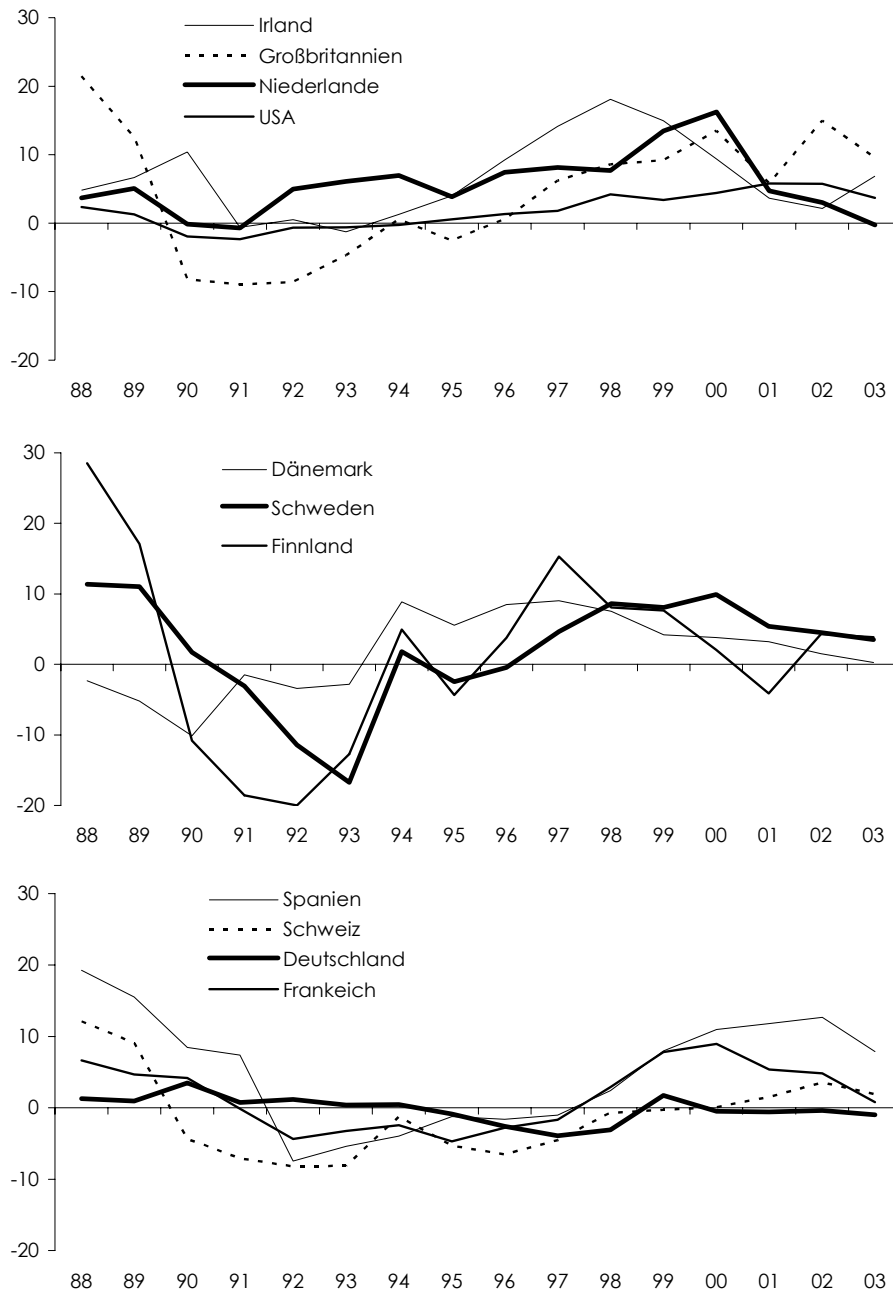 30
20
10
0
-10
-20
Irland
Großbritannien
Niederlande
USA
88 89 90 91 92 93 94 95 96 97 98 99 00 01 02 03
30
20
10
0
-10
-20
Dänemark
Schweden
Finnland
88 89 90 91 92 93 94 95 96 97 98 99 00 01 02 03
30
20
10
0
-10
-20
Spanien
Schweiz
Deutschland
Frankeich
88 89 90 91 92 93 94 95 96 97 98 99 00 01 02 03